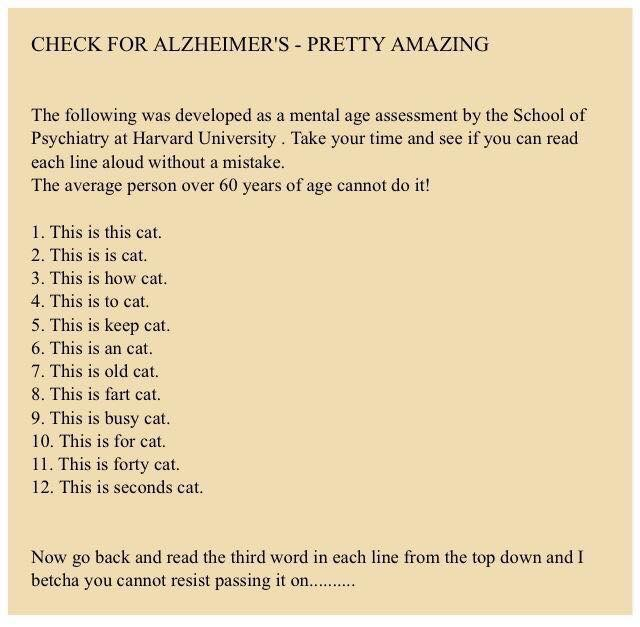 CHECK FOR ALZHEIMER'S - PRETTY AMAZING
The following was developed as a mental age assessment by the School of
Psychiatry at Harvard University . Take your time and see if you can read
each line aloud without a mistake.
The average person over 60 years of age cannot do it!
1. This is this cat.
2. This is is cat.
3. This is how cat.
4. This is to cat.
5. This is keep cat.
6. This is an cat.
7. This is old cat.
8. This is fart cat.
9. This is busy cat.
10. This is for cat.
11. This is forty cat.
12. This is seconds cat.
Now go back and read the third word in each line from the top down and I
betcha you cannot resist passing it on..........